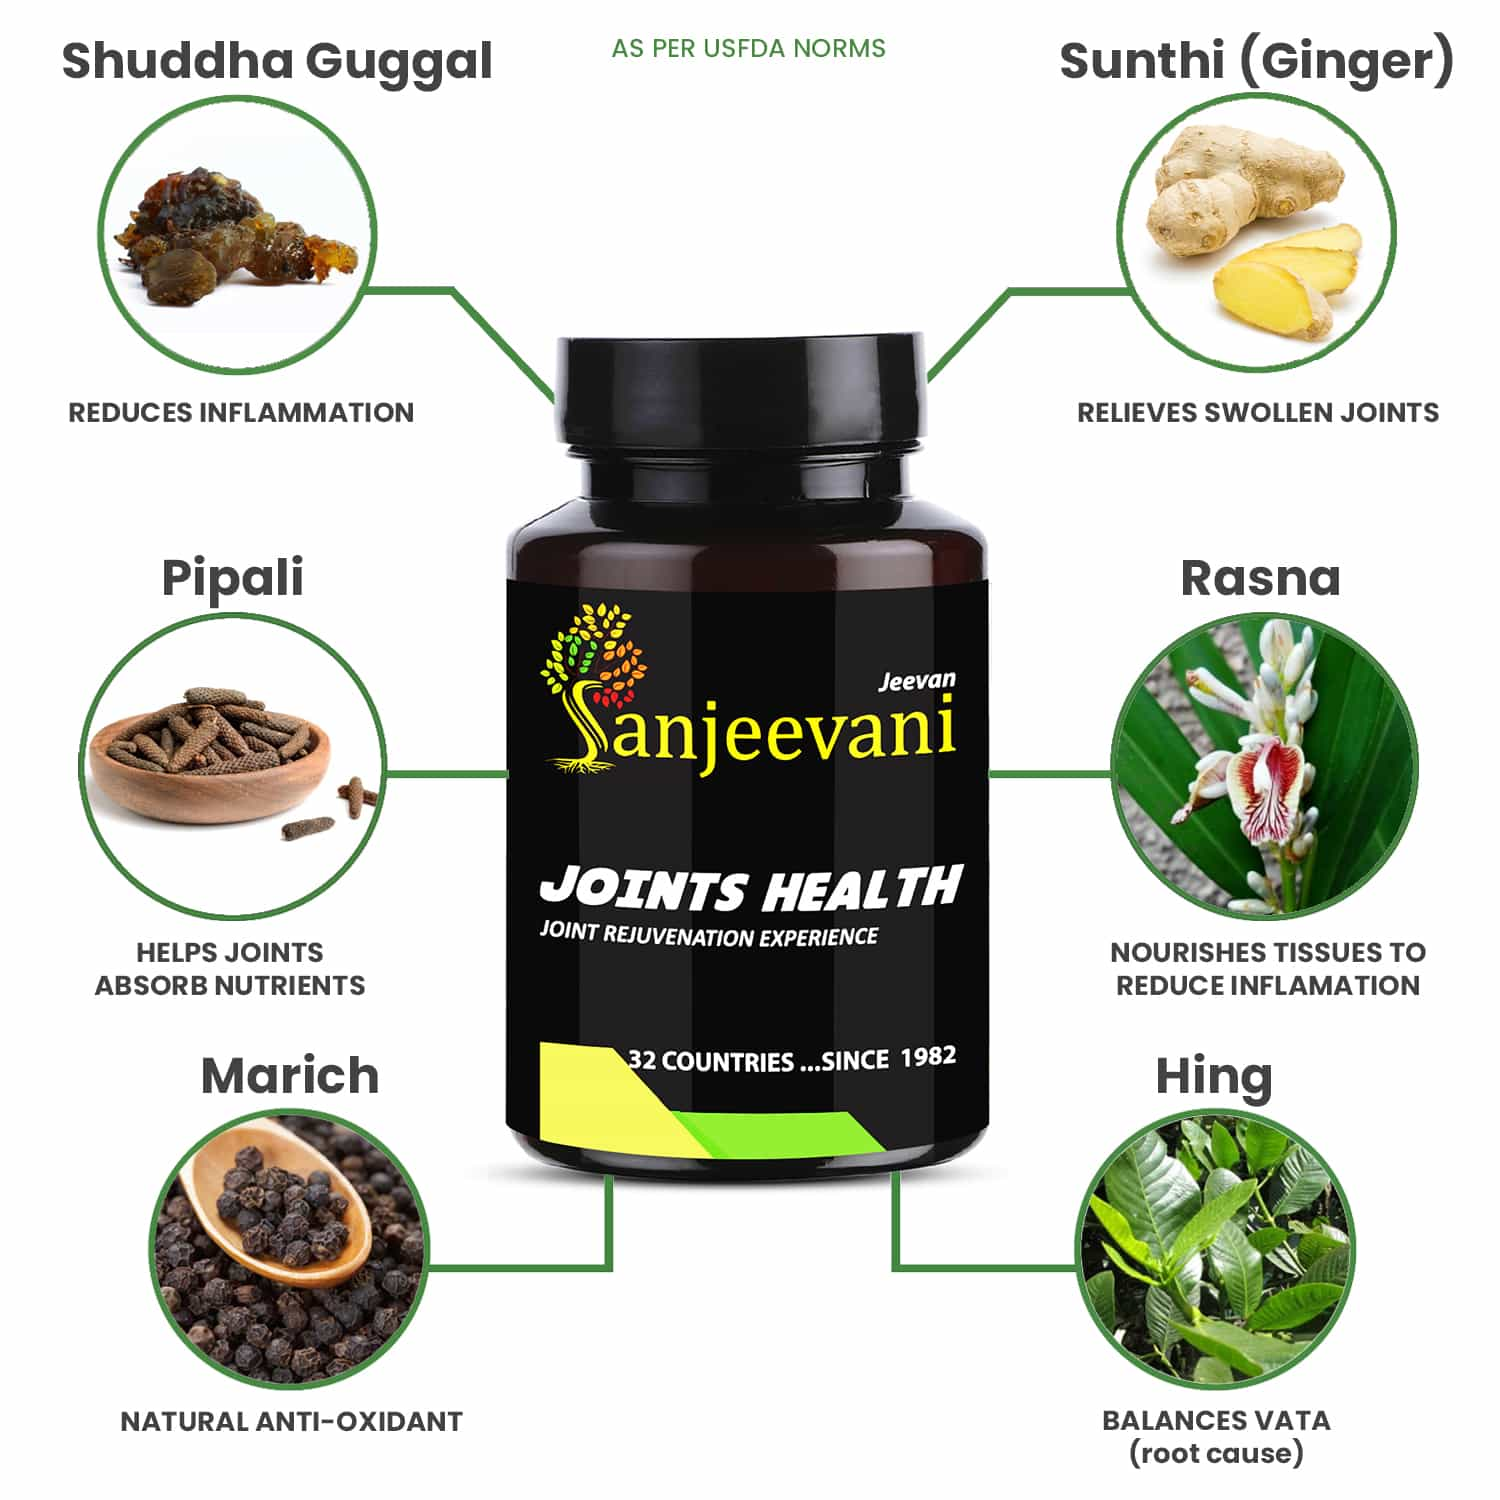 AS PER USFDA NORMS
Shuddha Guggal
REDUCES INFLAMMATION
Sunthi (Ginger)
RELIEVES SWOLLEN JOINTS
Pipali
HELPS JOINTS
ABSORB NUTRIENTS
Jeevan
Sanjeevani
JOINTS HEALTH
JOINT REJUVENATION EXPERIENCE
32 COUNTRIES ...SINCE 1982
Rasna
NOURISHES TISSUES TO
REDUCE INFLAMATION
Marich
NATURAL ANTI-OXIDANT
Hing
BALANCES VATA
(root cause)